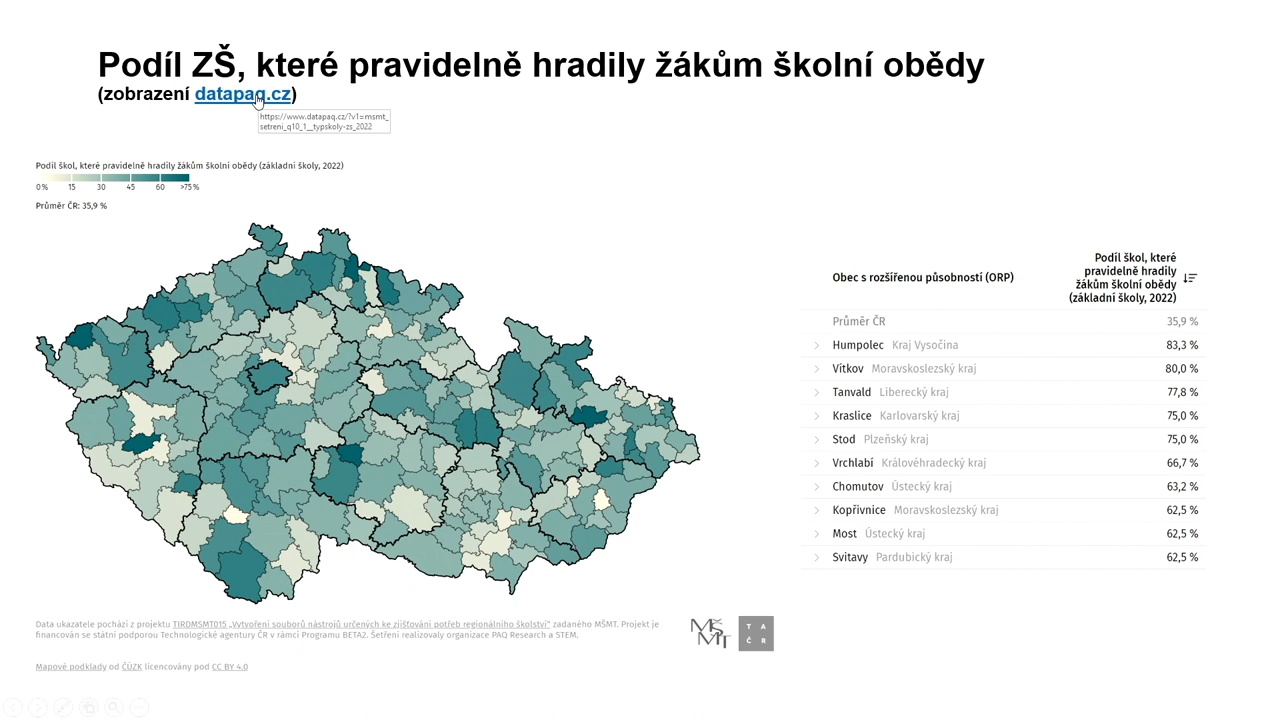 Podíl ZŠ, které pravidelně hradily žákům školní obědy
(zobrazení datapaq.cz)
https://www.datapaq.cz/?v1=msmt_
setreni_q10_1__typskoly-zs_2022
Podíl škol, které pravidelně hradily žákům školní obědy (základní školy, 2022)
0 % 15 30 45 60 >75 %
Průměr ČR: 35,9 %
Obec s rozšířenou působností (ORP)
Podíl škol, které
pravidelně hradily
žákům školní obědy
(základní školy, 2022)
Průměr ČR 35,9 %
Humpolec Kraj Vysočina 83,3 %
Vítkov Moravskoslezský kraj 80,0 %
Tanvald Liberecký kraj 77,8 %
Kraslice Karlovarský kraj 75,0 %
Stod Plzeňský kraj 75,0 %
Vrchlabí Královéhradecký kraj 66,7 %
Chomutov Ústecký kraj 63,2 %
Kopřivnice Moravskoslezský kraj 62,5 %
Most Ústecký kraj 62,5 %
Svitavy Pardubický kraj 62,5 %
Data ukazatele pochází z projektu TIRDMSMT015 „Vytvoření souborů nástrojů určených ke zjišťování potřeb regionálního školství" zadaného MŠMT. Projekt je
financován se státní podporou Technologické agentury ČR v rámci Programu BETA2. Šetření realizovaly organizace PAQ Research a STEM.
MŠMT
T A
Č R
Mapové podklady od ČÚZK licencovány pod CC BY 4.0